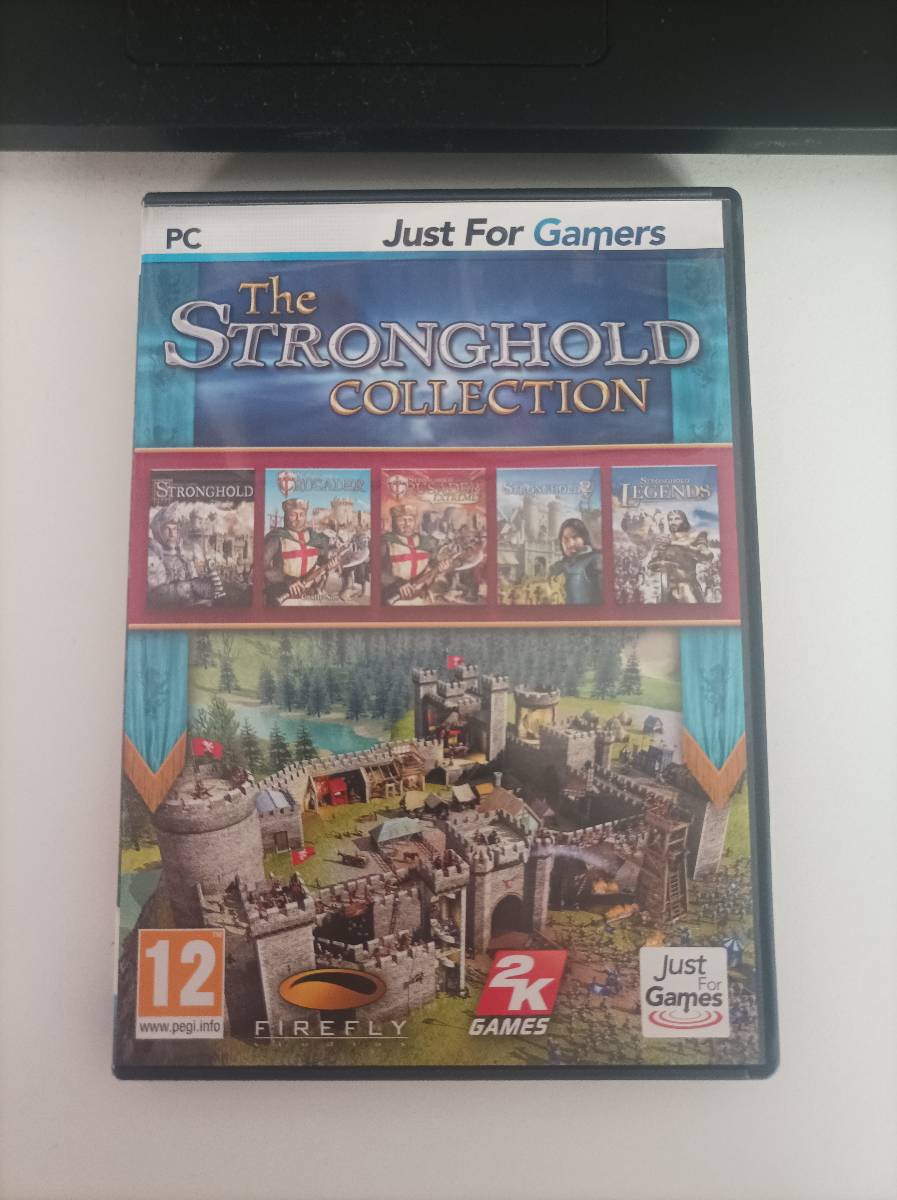 PC
Just For Gamers
The
STRONGHOLD
COLLECTION
STRONGHOLD
CRUSADER
CRUSADER
EXTREME
STRONGHOLD 2
STRONGHOLD
LEGENDS
12
www.pegi.info
FIREFLY
STUDIOS
2K
GAMES
Just
For
Games